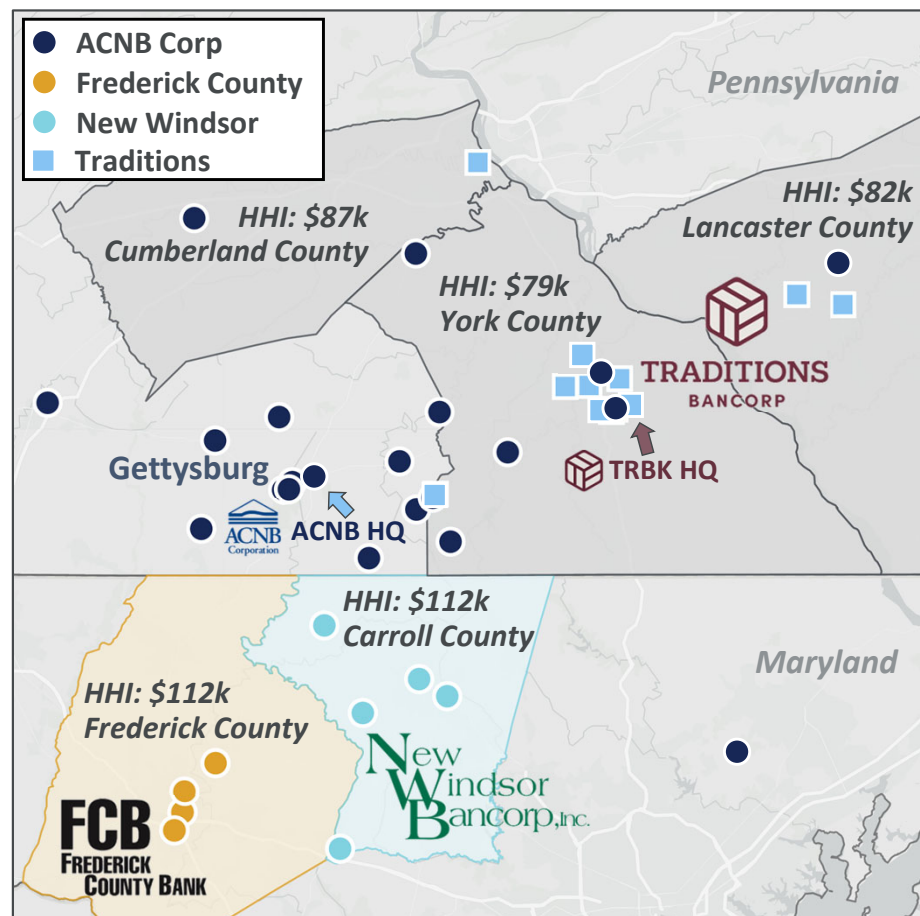 ACNB Corp
Frederick County
New Windsor
Traditions
Pennsylvania
HHI: $87k
Cumberland County
HHI: $82k
Lancaster County
HHI: $79k
York County
TRADITIONS
BANCORP
Gettysburg
TRBK HQ
ACNB
Corporation
ACNB HQ
HHI: $112k
Carroll County
Maryland
HHI: $112k
Frederick County
New
Windsor
Bancorp, Inc.
FCB
FREDERICK
COUNTY BANK